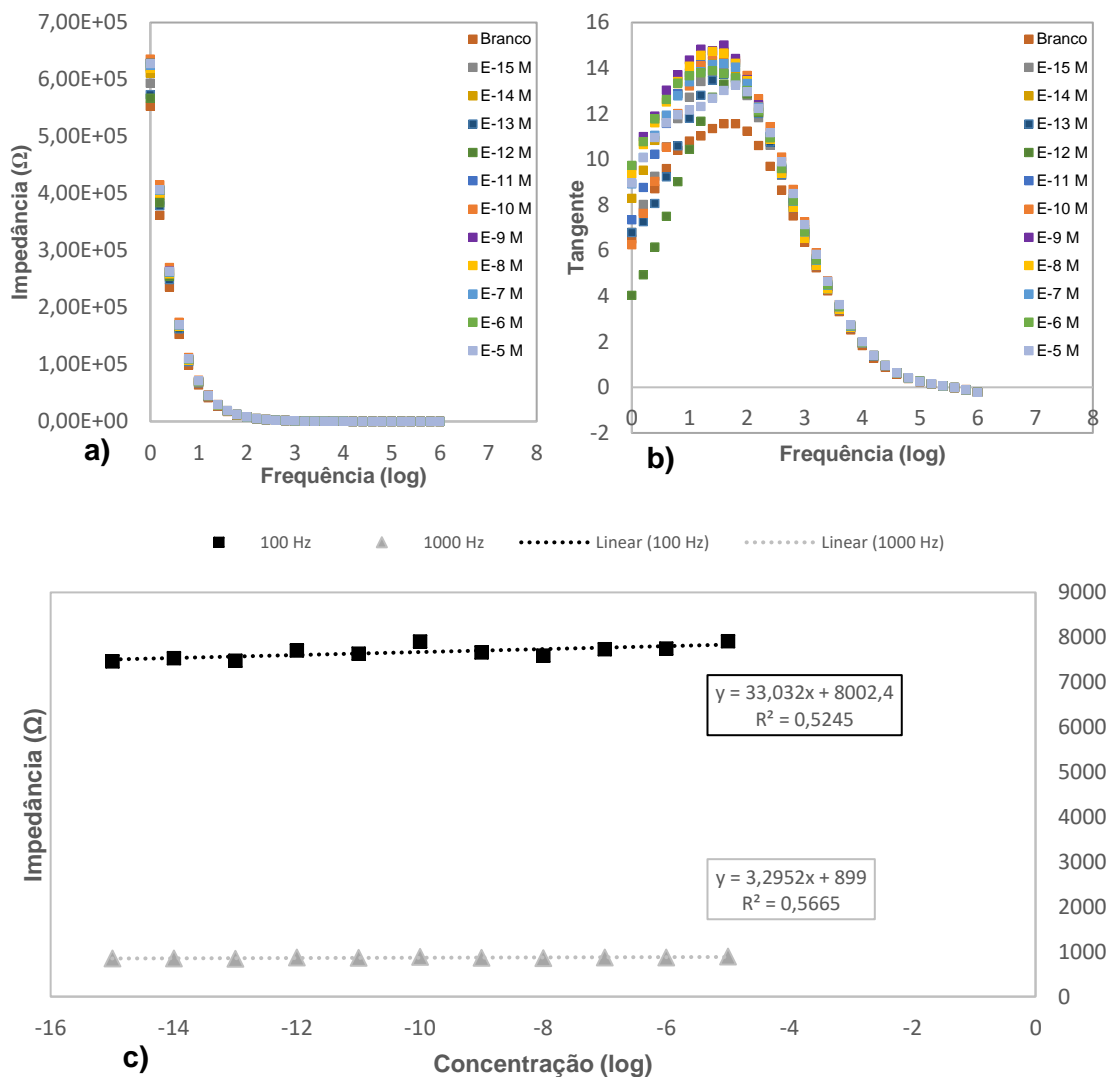 7,00E+05
6,00E+05
5,00E+05
4,00E+05
3,00E+05
2,00E+05
1,00E+05
0,00E+00
Impedância (Ω)
0 1 2 3 4 5 6 7 8
Frequência (log)
a)
Branco
E-15 M
E-14 M
E-13 M
E-12 M
E-11 M
E-10 M
E-9 M
E-8 M
E-7 M
E-6 M
E-5 M
16
14
12
10
8
6
4
2
0
-2
Tangente
0 1 2 3 4 5 6 7 8
Frequência (log)
b)
Branco
E-15 M
E-14 M
E-13 M
E-12 M
E-11 M
E-10 M
E-9 M
E-8 M
E-7 M
E-6 M
E-5 M
100 Hz 1000 Hz Linear (100 Hz) Linear (1000 Hz)
Impedância (Ω)
9000
8000
7000
6000
5000
4000
3000
2000
1000
0
y = 33,032x + 8002,4
R² = 0,5245
y = 3,2952x + 899
R² = 0,5665
-16 -14 -12 -10 -8 -6 -4 -2 0
Concentração (log)
c)